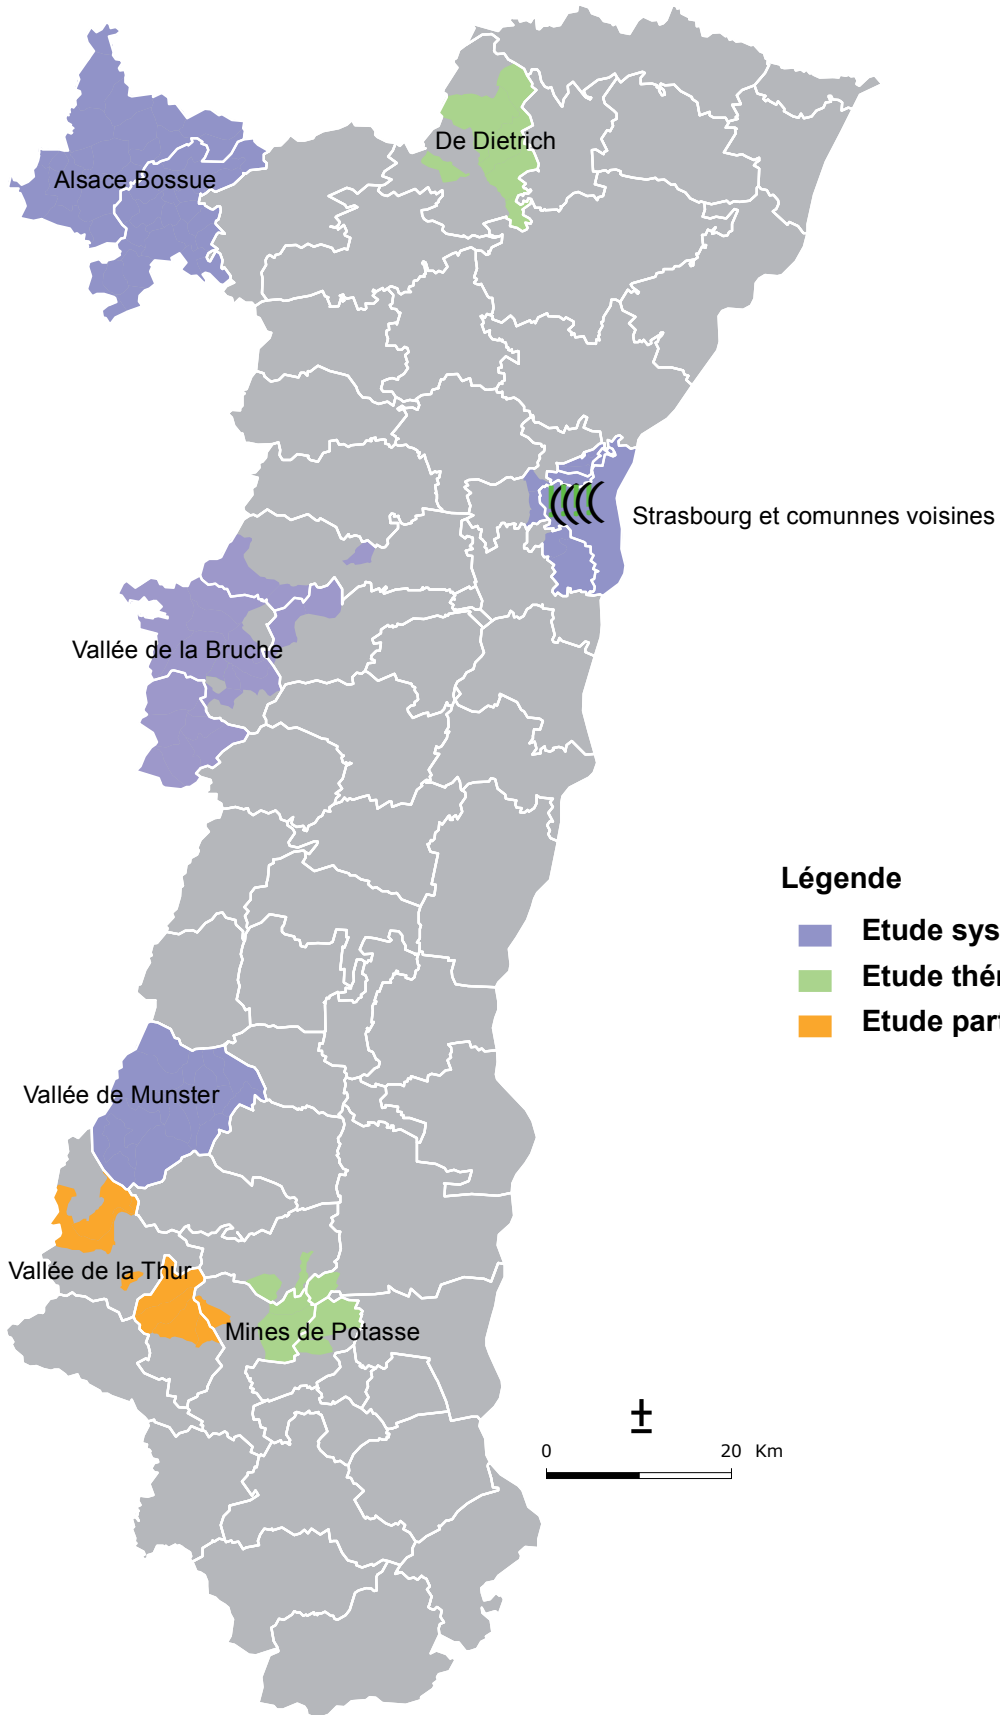 De Dietrich
Alsace Bossue
Strasbourg et comunnes voisines
Vallée de la Bruche
Légende
Etude sys
Etude thé
Etude part
Vallée de Munster
Vallée de la Thur
Mines de Potasse
±
0 20 Km